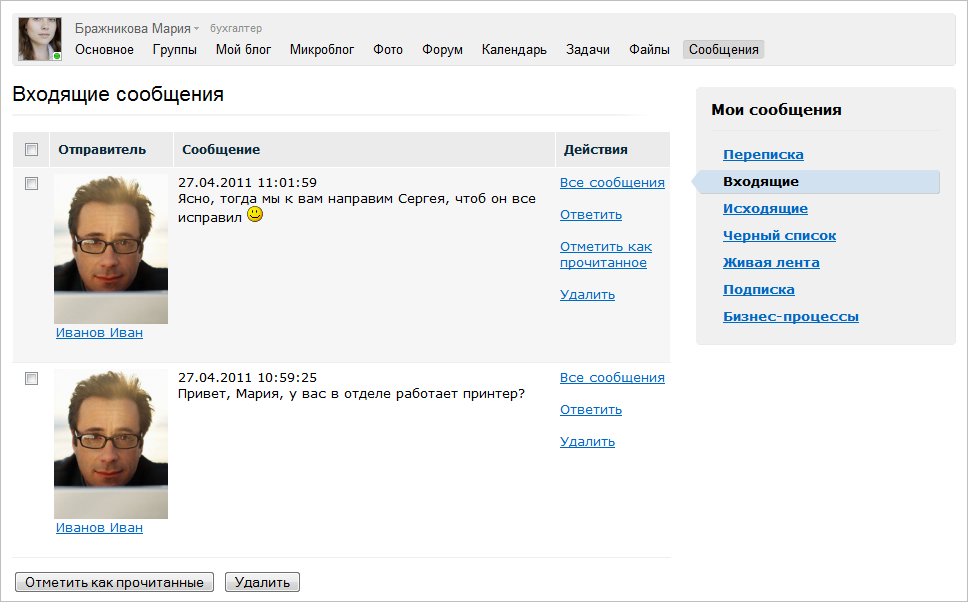 Бражникова Мария бухгалтер
Основное Группы Мой блог Микроблог Фото Форум Календарь Задачи Файлы Сообщения
Входящие сообщения
Отправитель Сообщение Действия
27.04.2011 11:01:59
Ясно, тогда мы к вам направим Сергея, чтоб он все
исправил
Иванов Иван
Все сообщения
Ответить
Отметить как
прочитанное
Удалить
27.04.2011 10:59:25
Привет, Мария, у вас в отделе работает принтер?
Иванов Иван
Все сообщения
Ответить
Удалить
Отметить как прочитанные Удалить
Мои сообщения
Переписка
Входящие
Исходящие
Черный список
Живая лента
Подписка
Бизнес-процессы